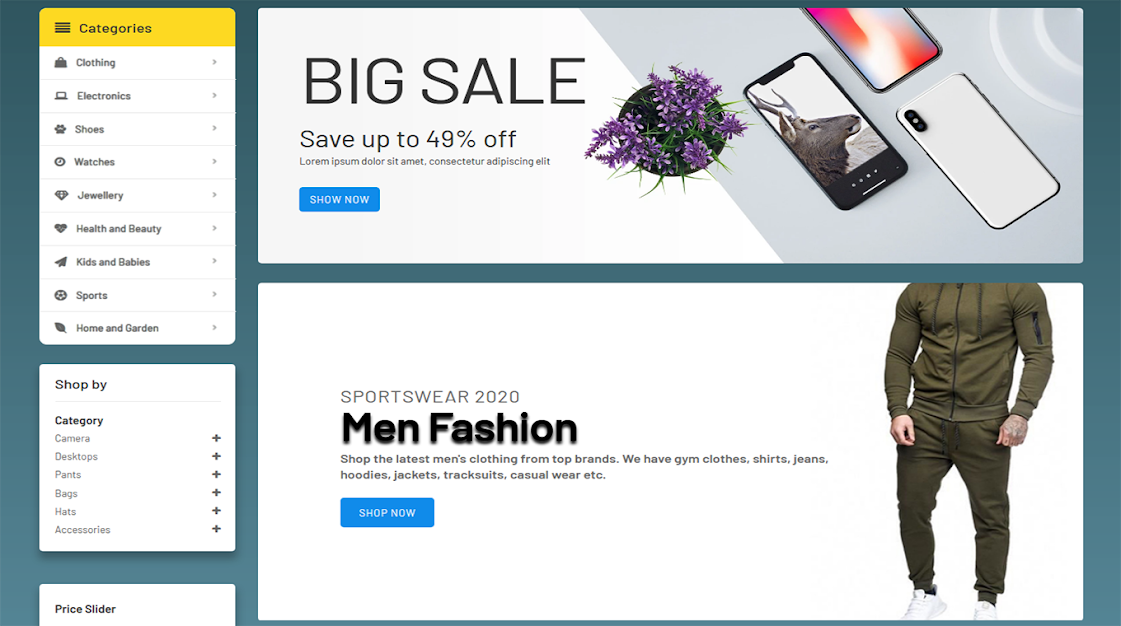 Categories
Clothing
Electronics
Shoes
Watches
Jewellery
Health and Beauty
Kids and Babies
Sports
Home and Garden
Shop by
Category
Camera
Desktops
Pants
Bags
Hats
Accessories
Price Slider
BIG SALE
Save up to 49% off
Lorem ipsum dolor sit amet, consectetur adipiscing elit
SHOW NOW
SPORTSWEAR 2020
Men Fashion
Shop the latest men's clothing from top brands. We have gym clothes, shirts, jeans,
hoodies, jackets, tracksuits, casual wear etc.
SHOP NOW